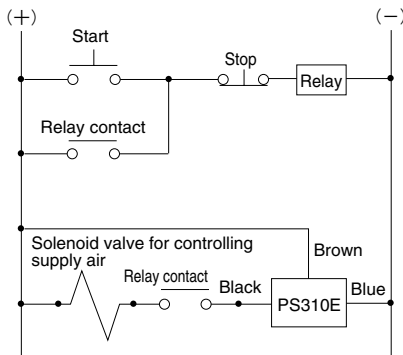 (+)
(−)
Start
Stop
Relay
Relay contact
Solenoid valve for controlling
supply air
Brown
Relay contact
Black
PS310E
Blue